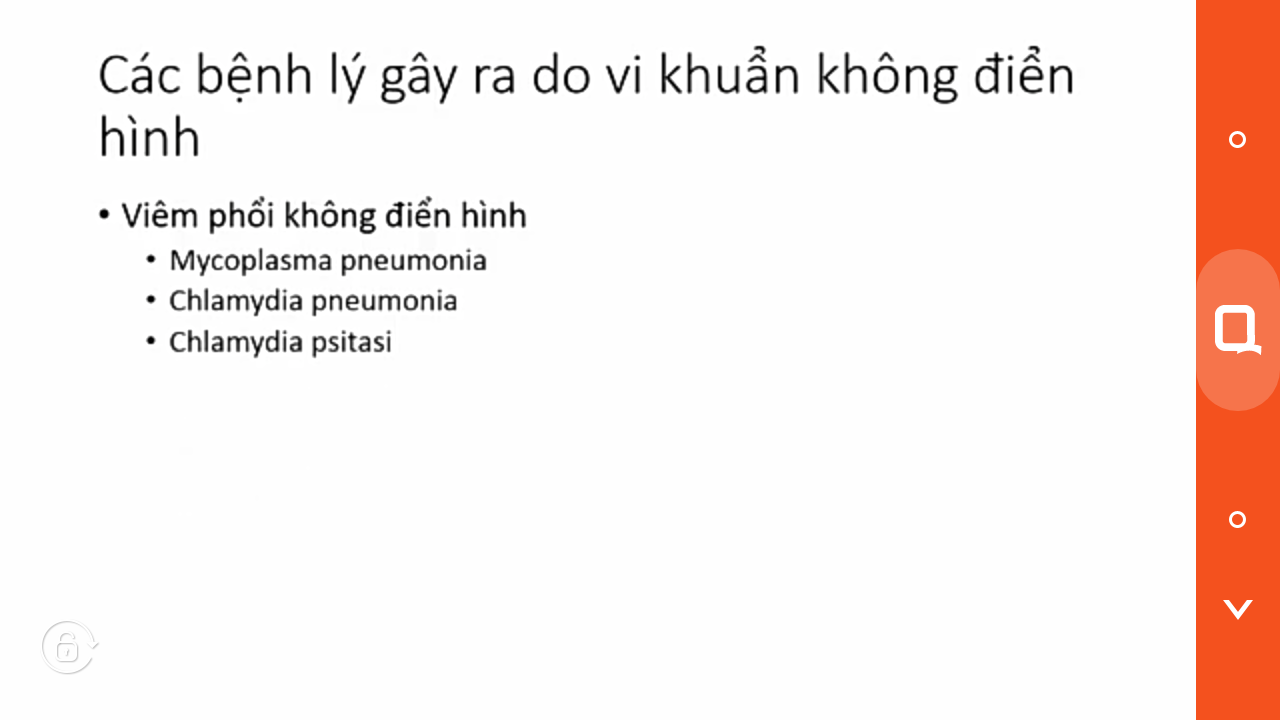 Các bệnh lý gây ra do vi khuẩn không điển
hình
• Viêm phổi không điển hình
• Mycoplasma pneumonia
• Chlamydia pneumonia
• Chlamydia psitasi